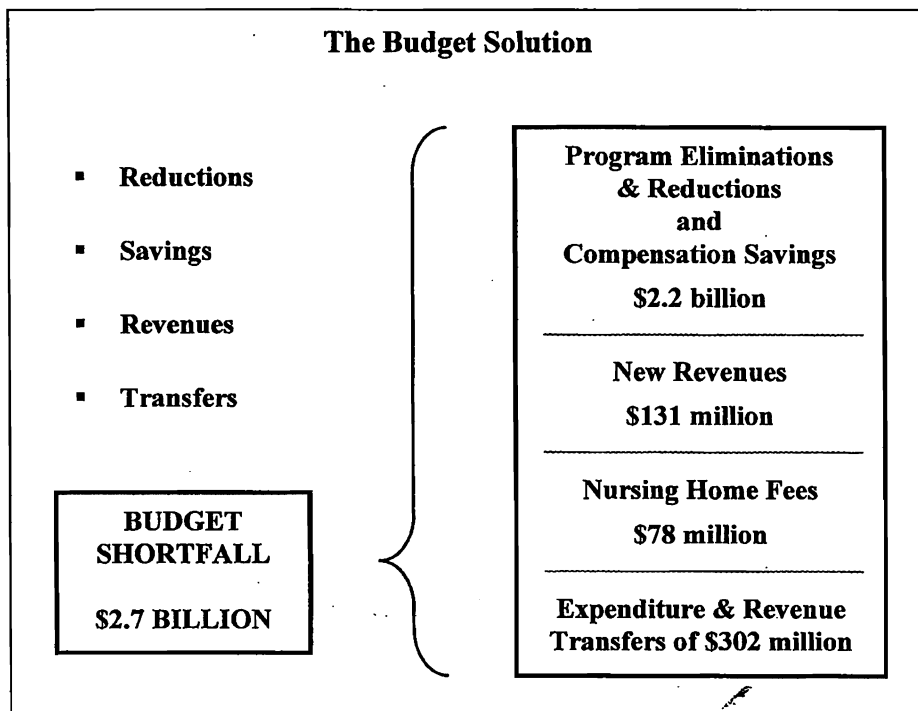 The Budget Solution
▪ Reductions
▪ Savings
▪ Revenues
▪ Transfers
BUDGET
SHORTFALL
$2.7 BILLION
Program Eliminations
& Reductions
and
Compensation Savings
$2.2 billion
New Revenues
$131 million
Nursing Home Fees
$78 million
Expenditure & Revenue
Transfers of $302 million